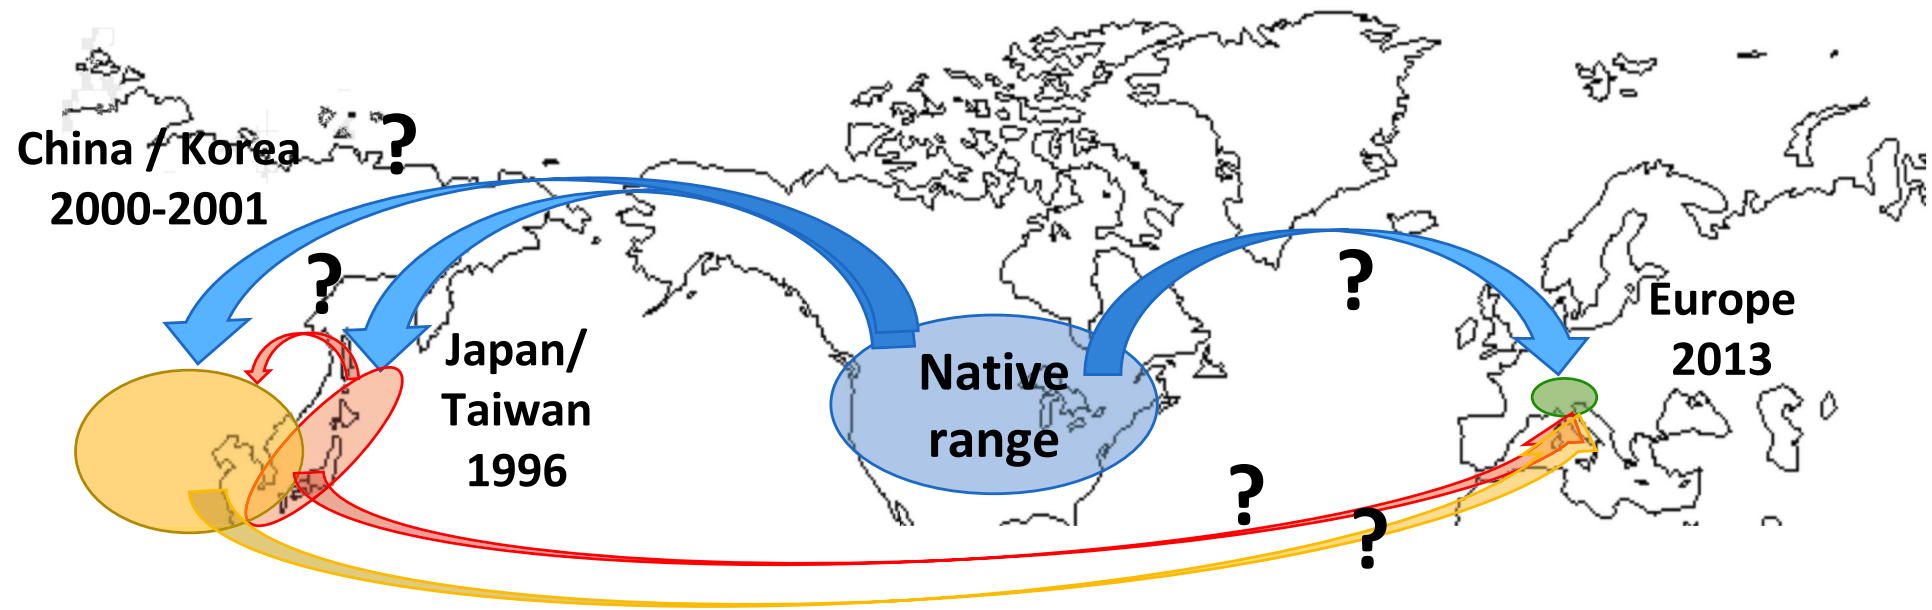 China / Korea
2000-2001
?
?
Japan/
Taiwan
1996
Native
range
?
Europe
2013
?
?